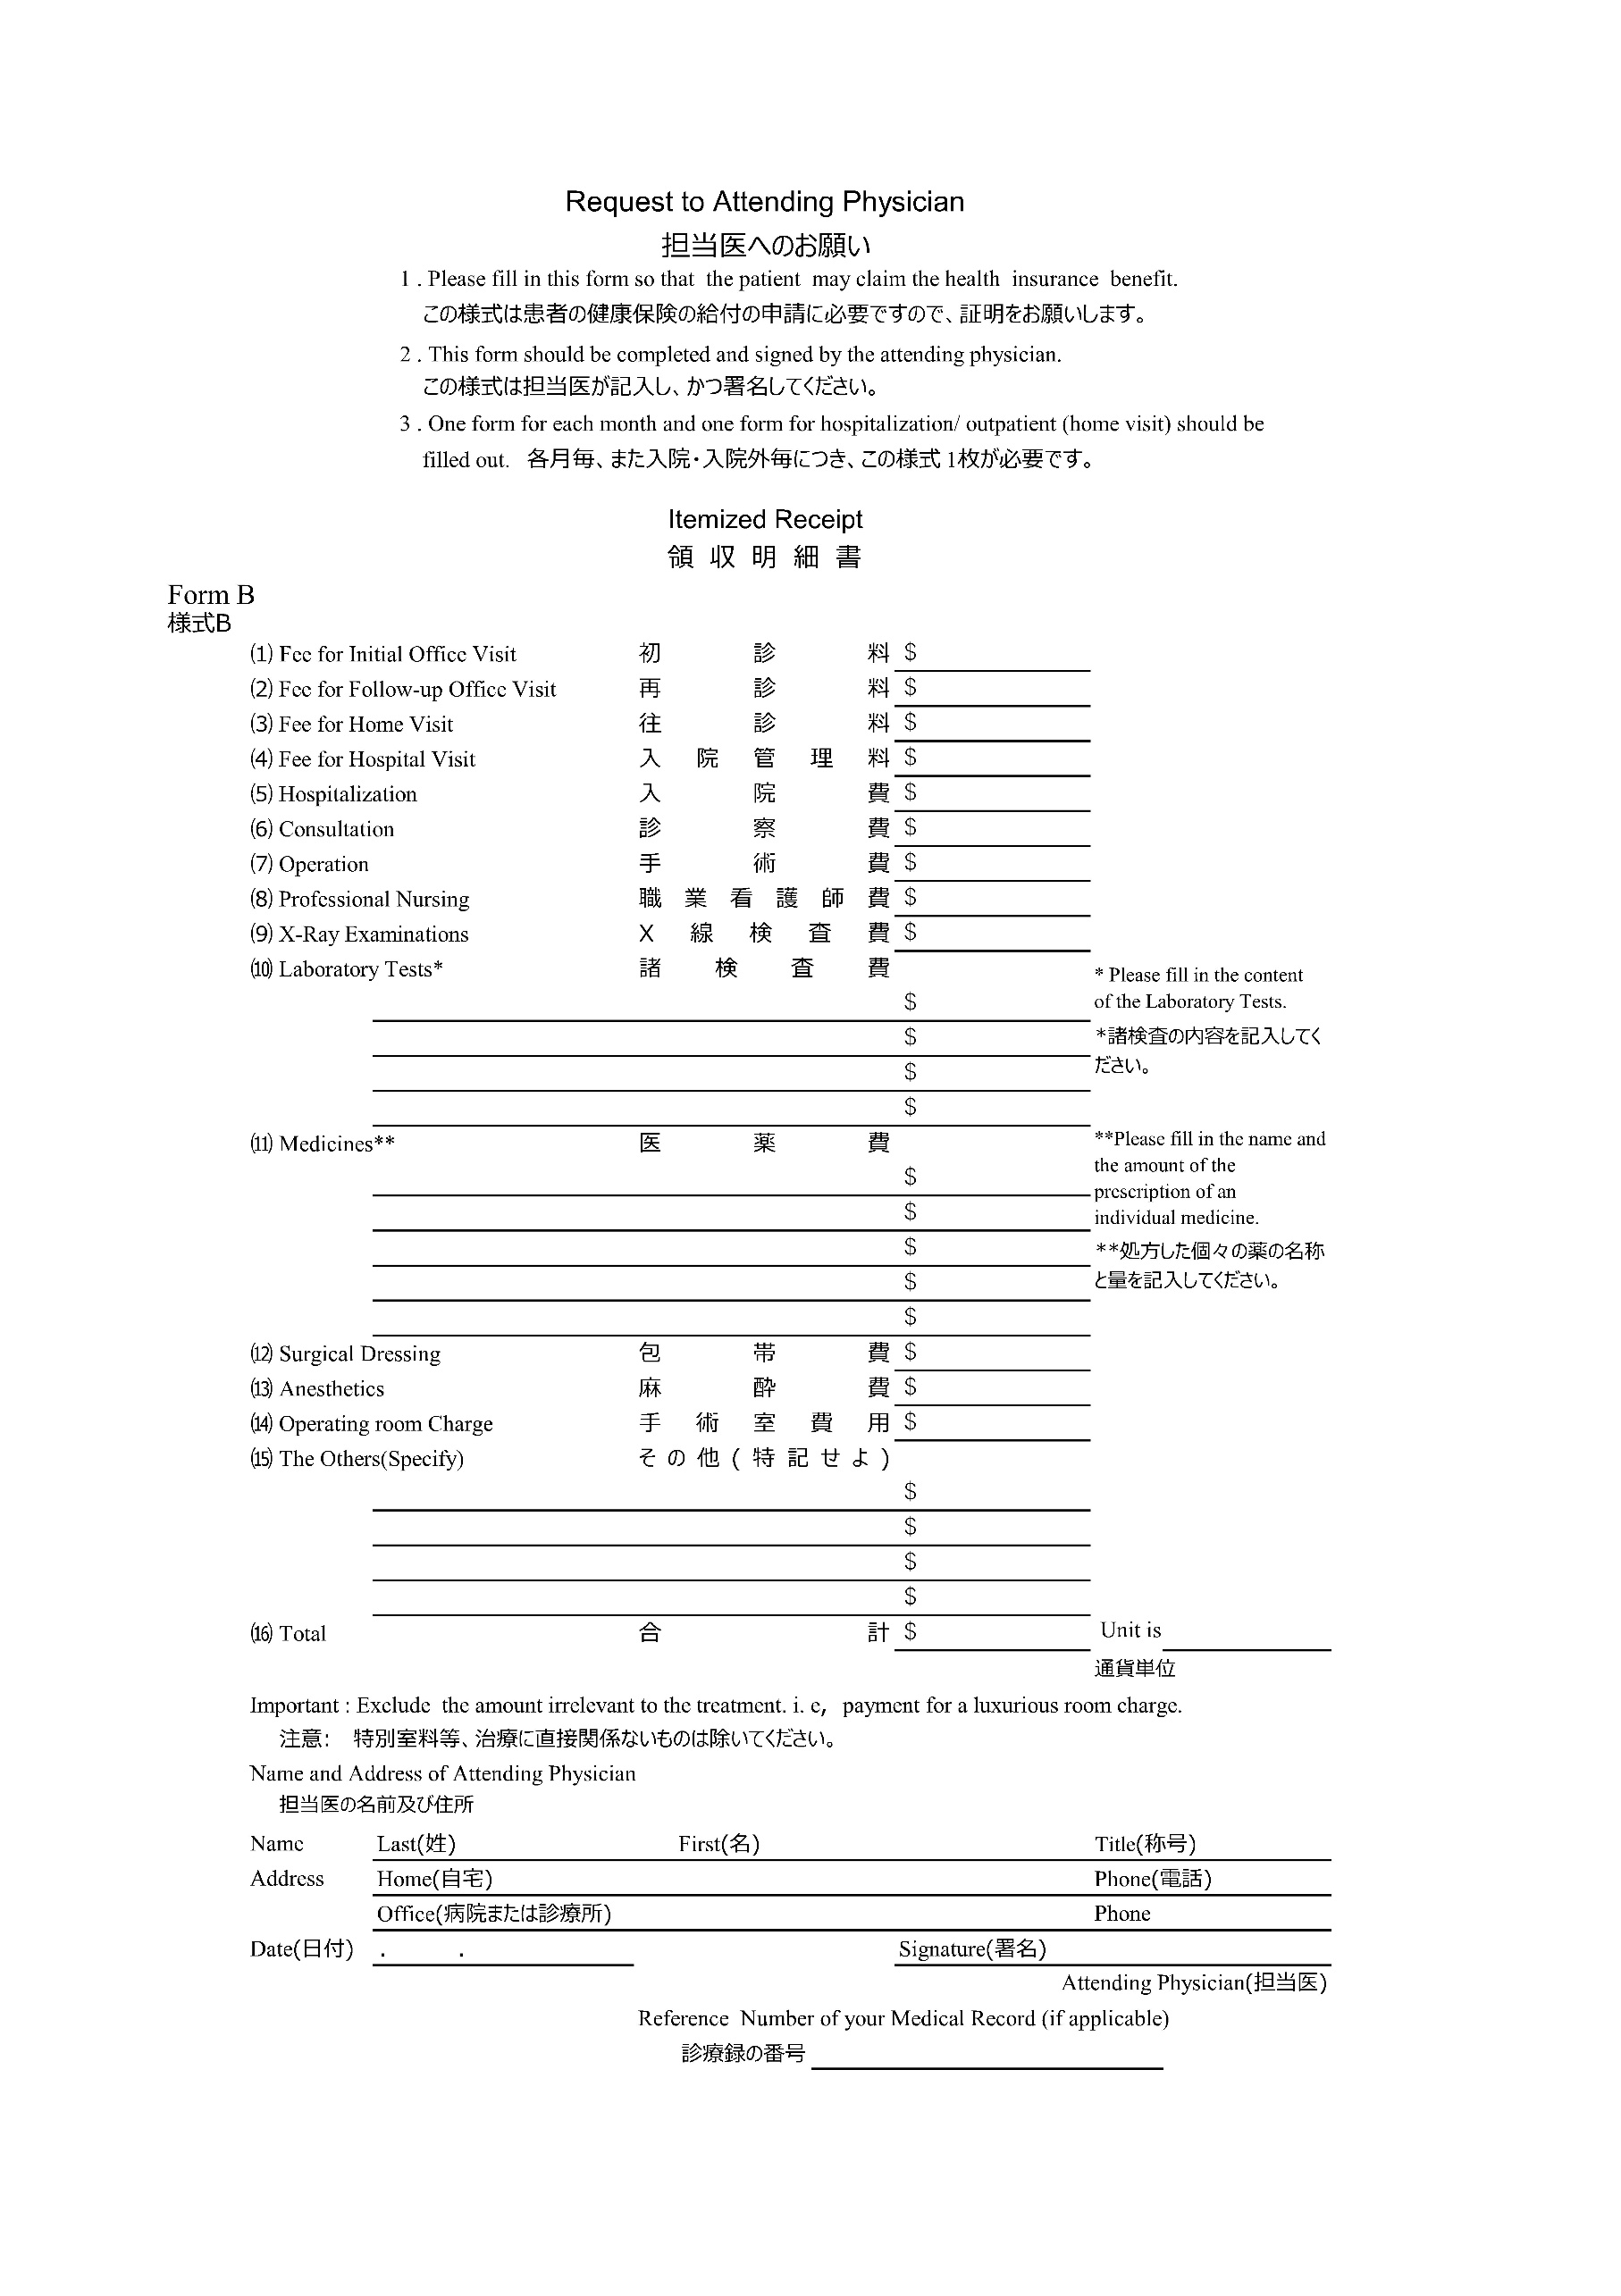 Request to Attending Physician
担当医へのお願い
1 . Please fill in this form so that the patient may claim the health insurance benefit.
この様式は患者の健康保険の給付の申請に必要ですので、証明をお願いします。
2 . This form should be completed and signed by the attending physician.
この様式は担当医が記入し、かつ署名してください。
3 . One form for each month and one form for hospitalization/ outpatient (home visit) should be
filled out. 各月毎、また入院・入院外毎につき、この様式 1枚が必要です。
Itemized Receipt
領 収 明 細 書
Form B
様式B
⑴ Fee for Initial Office Visit 初 診 料 $
⑵ Fee for Follow-up Office Visit 再 診 料 $
⑶ Fee for Home Visit 往 診 料 $
⑷ Fee for Hospital Visit 入 院 管 理 料 $
⑸ Hospitalization 入 院 費 $
⑹ Consultation 診 察 費 $
⑺ Operation 手 術 費 $
⑻ Professional Nursing 職 業 看 護 師 費 $
⑼ X-Ray Examinations X 線 検 査 費 $
⑽ Laboratory Tests* 諸 検 査 費
* Please fill in the content
$ of the Laboratory Tests.
$ *諸検査の内容を記入してく
$ ださい。
$
⑾ Medicines** 医 薬 費 **Please fill in the name and
the amount of the
$ prescription of an
$ individual medicine.
$ **処方した個々の薬の名称
$ と量を記入してください。
$
⑿ Surgical Dressing 包 帯 費 $
⒀ Anesthetics 麻 酔 費 $
⒁ Operating room Charge 手 術 室 費 用 $
⒂ The Others(Specify) そ の 他 ( 特 記 せ よ )
$
$
$
$
⒃ Total 合 計 $ Unit is
通貨単位
Important : Exclude the amount irrelevant to the treatment. i. e, payment for a luxurious room charge.
注意: 特別室料等、治療に直接関係ないものは除いてください。
Name and Address of Attending Physician
担当医の名前及び住所
Name Last(姓) First(名) Title(称号)
Address Home(自宅) Phone(電話)
Office(病院または診療所) Phone
Date(日付) . . Signature(署名)
Attending Physician(担当医)
Reference Number of your Medical Record (if applicable)
診療録の番号